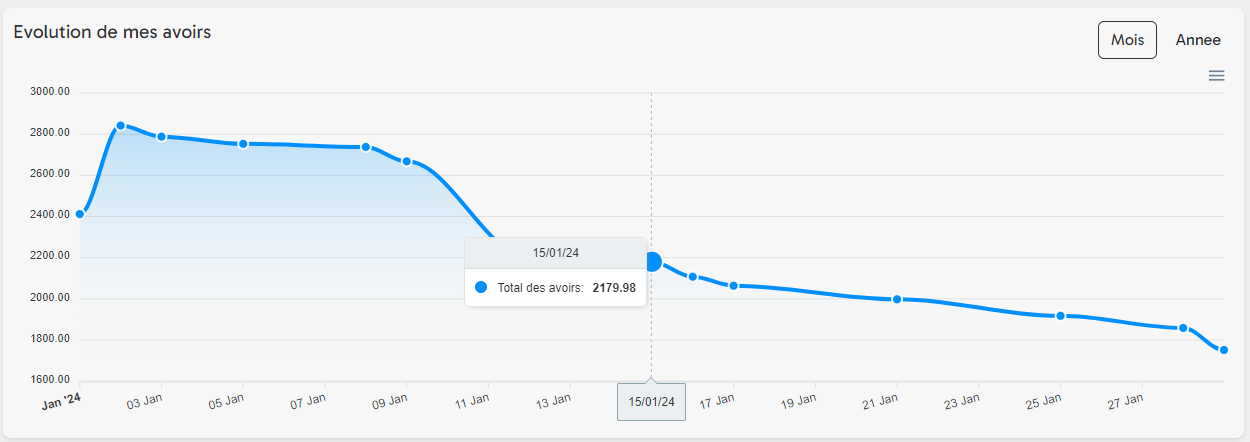 Evolution de mes avoirs
Mois Annee
3000.00
2800.00
2600.00
2400.00
2200.00
2000.00
1800.00
1600.00
15/01/24
Total des avoirs: 2179.98
Jan '24 03 Jan 05 Jan 07 Jan 09 Jan 11 Jan 13 Jan 15/01/24 17 Jan 19 Jan 21 Jan 23 Jan 25 Jan 27 Jan